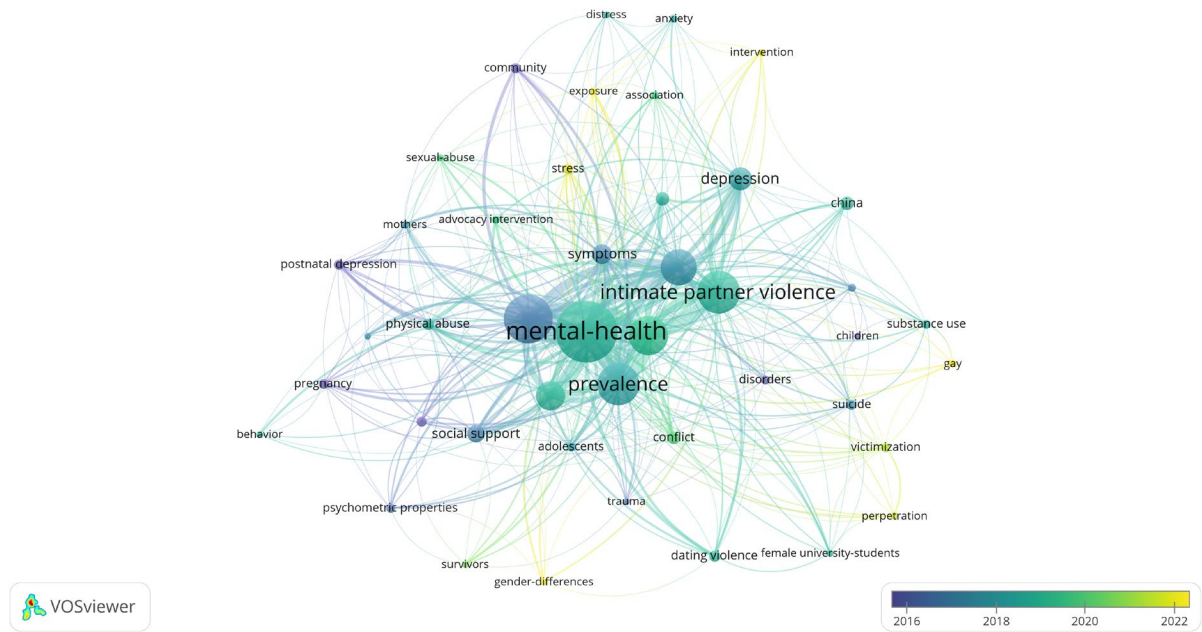 distress
anxiety
intervention
community
exposure
association
sexual abuse
stress
depression
china
mothers
advocacy intervention
symptoms
postnatal depression
intimate partner violence
physical abuse
mental-health
substance use
children
gay
pregnancy
prevalence
disorders
suicide
behavior
social support
adolescents
conflict
victimization
psychometric properties
trauma
perpetration
survivors
dating violence
female university-students
gender-differences
VOSviewer
2016
2018
2020
2022